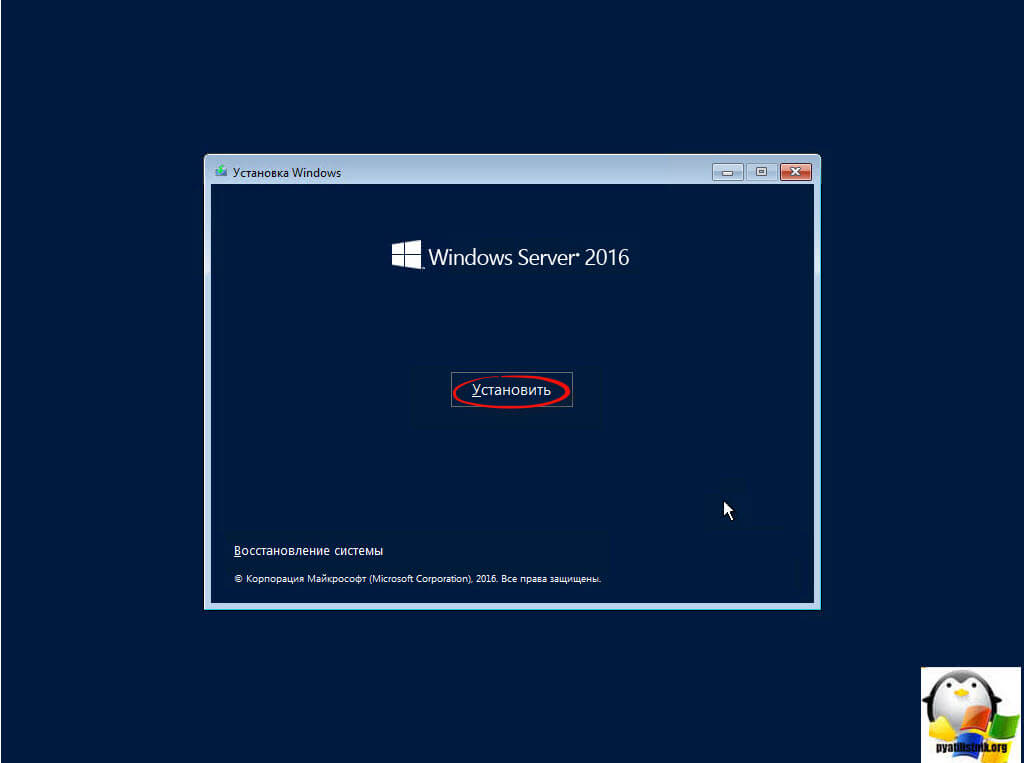 Установка Windows
Windows Server 2016
Установить
Восстановление системы
© Корпорация Майкрософт (Microsoft Corporation), 2016. Все права защищены.
pyatilistnik.org